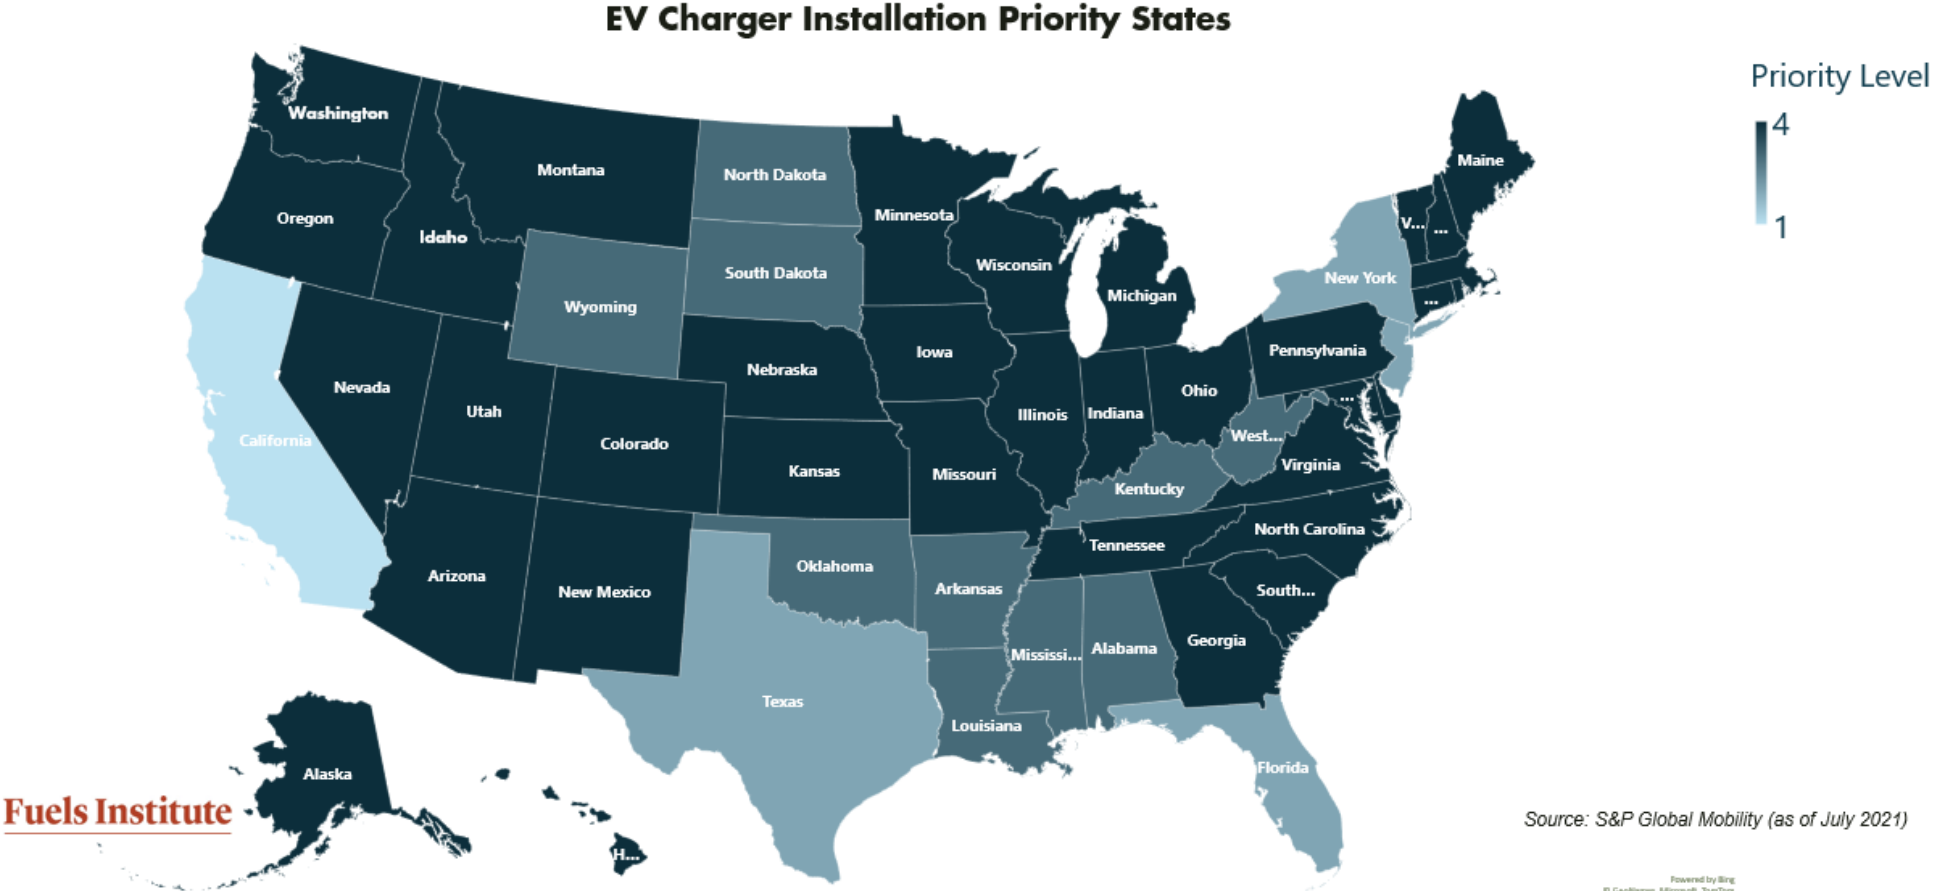 EV Charger Installation Priority States
Priority Level
4
1
Washington
Montana
North Dakota
Minnesota
Maine
Oregon
Idaho
V...
...
South Dakota
Wisconsin
New York
Wyoming
Michigan
...
Iowa
Pennsylvania
Nebraska
Nevada
Utah
Ohio
...
California
Colorado
Illinois
Indiana
West...
Kansas
Missouri
Virginia
Kentucky
North Carolina
Tennessee
Arizona
New Mexico
Oklahoma
Arkansas
South...
Georgia
Mississi...
Alabama
Texas
Louisiana
Florida
Alaska
H...
Fuels Institute
Source: S&P Global Mobility (as of July 2021)
Powered by Bing